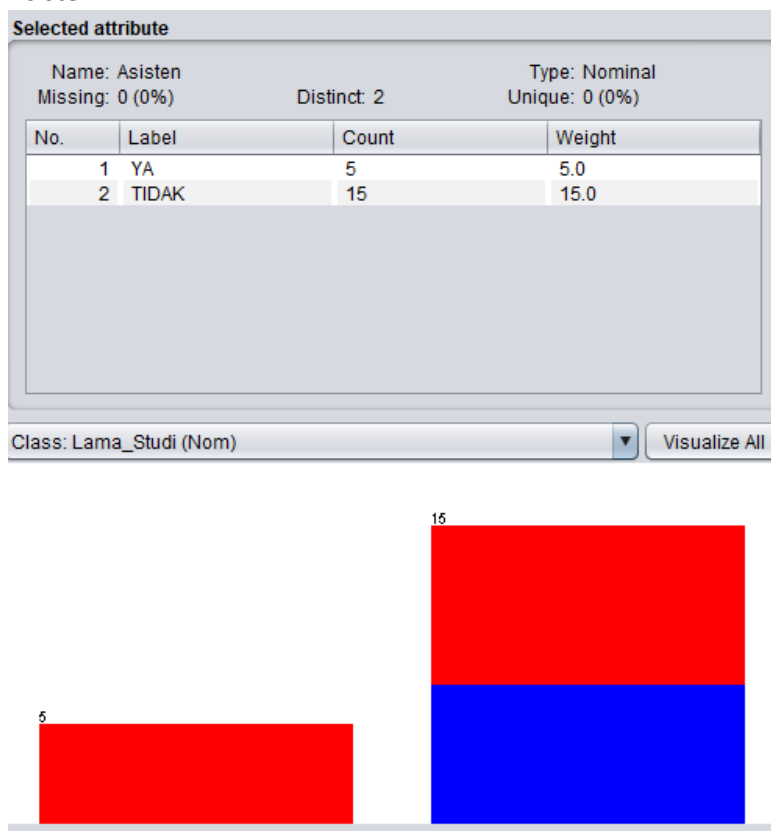 Selected attribute
Name: Asisten Type: Nominal
Missing: 0 (0%) Distinct: 2 Unique: 0 (0%)
No. Label Count Weight
1 YA 5 5.0
2 TIDAK 15 15.0
Class: Lama_Studi (Nom) Visualize All
15
5